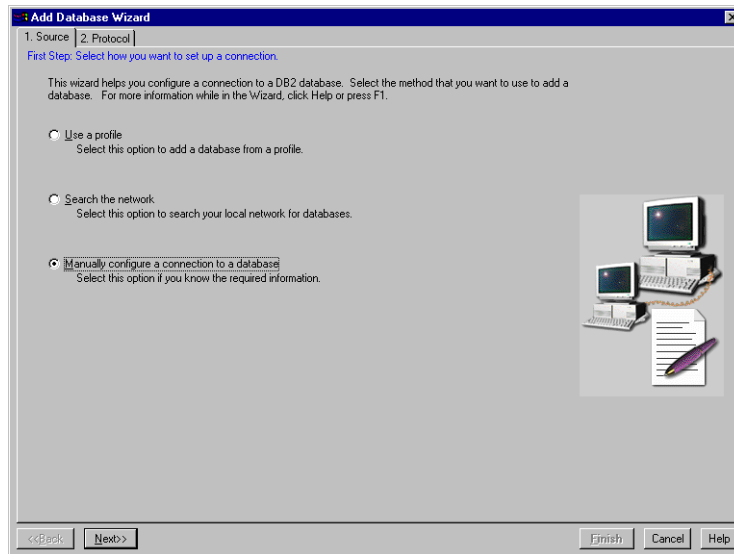 Add Database Wizard
1. Source
2. Protocol
First Step: Select how you want to set up a connection.
This wizard helps you configure a connection to a DB2 database. Select the method that you want to use to add a
database. For more information while in the Wizard, click Help or press F1.
Use a profile
Select this option to add a database from a profile.
Search the network
Select this option to search your local network for databases.
Manually configure a connection to a database
Select this option if you know the required information.
<<Back
Next>>
Finish
Cancel
Help